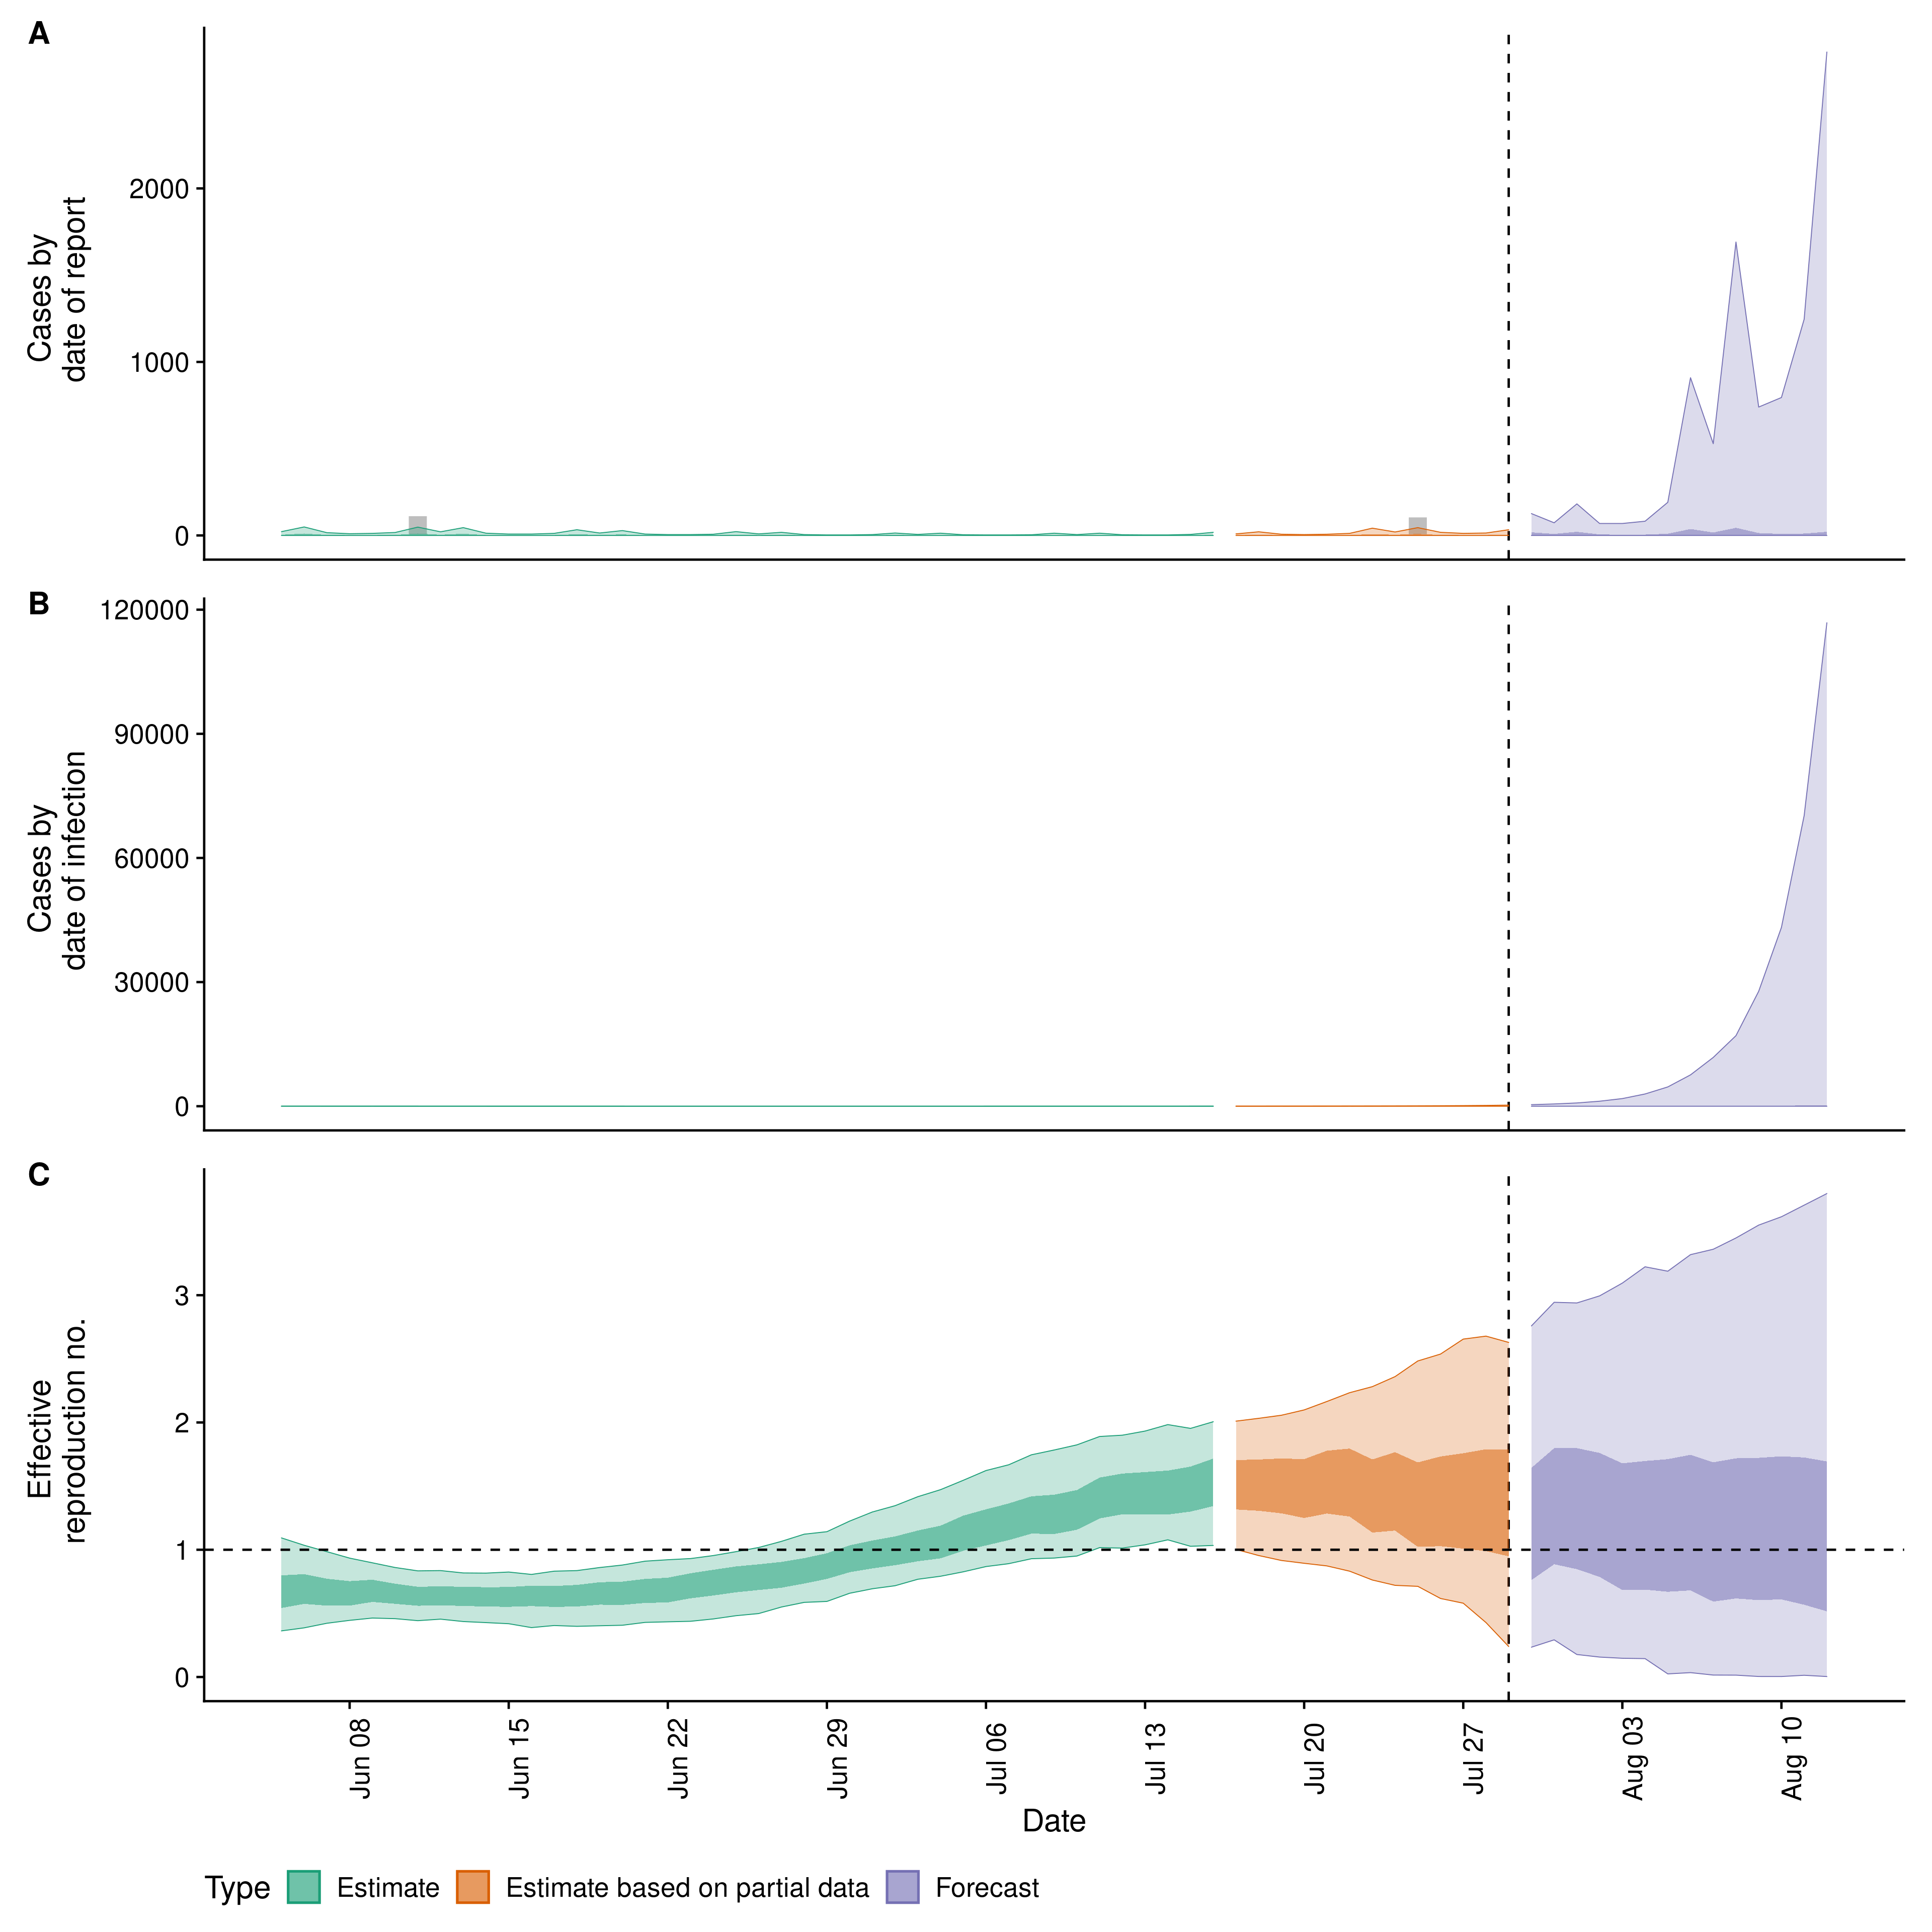 A
Cases by
date of report
2000
1000
0
B
Cases by
date of infection
120000
90000
60000
30000
0
C
Effective
reproduction no.
3
2
1
0
Jun 08
Jun 15
Jun 22
Jun 29
Jul 06
Jul 13
Jul 20
Jul 27
Aug 03
Aug 10
Date
Type Estimate Estimate based on partial data Forecast